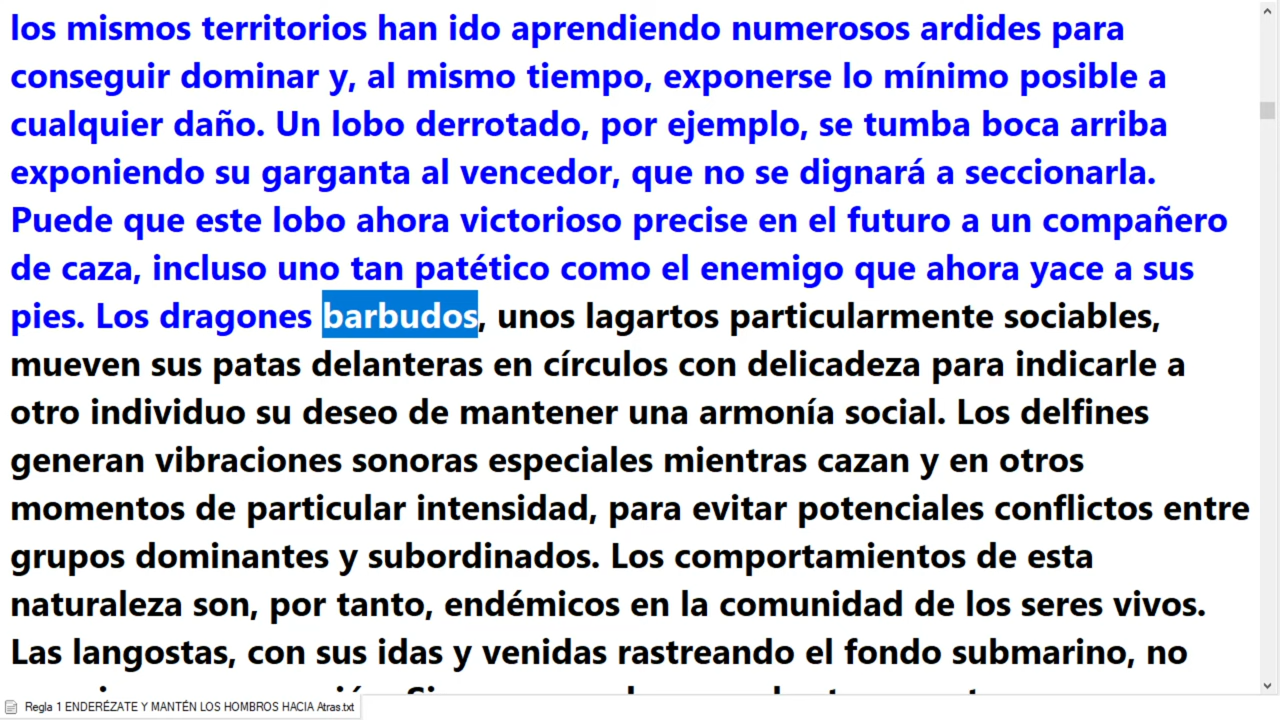 los mismos territorios han ido aprendiendo numerosos ardides para
conseguir dominar y, al mismo tiempo, exponerse lo mínimo posible a
cualquier daño. Un lobo derrotado, por ejemplo, se tumba boca arriba
exponiendo su garganta al vencedor, que no se dignará a seccionarla.
Puede que este lobo ahora victorioso precise en el futuro a un compañero
de caza, incluso uno tan patético como el enemigo que ahora yace a sus
pies. Los dragones barbudos, unos lagartos particularmente sociables,
mueven sus patas delanteras en círculos con delicadeza para indicarle a
otro individuo su deseo de mantener una armonía social. Los delfines
generan vibraciones sonoras especiales mientras cazan y en otros
momentos de particular intensidad, para evitar potenciales conflictos entre
grupos dominantes y subordinados. Los comportamientos de esta
naturaleza son, por tanto, endémicos en la comunidad de los seres vivos.
Las langostas, con sus idas y venidas rastreando el fondo submarino, no
Regla 1 ENDERÉZATE Y MANTÉN LOS HOMBROS HACIA Atras.txt